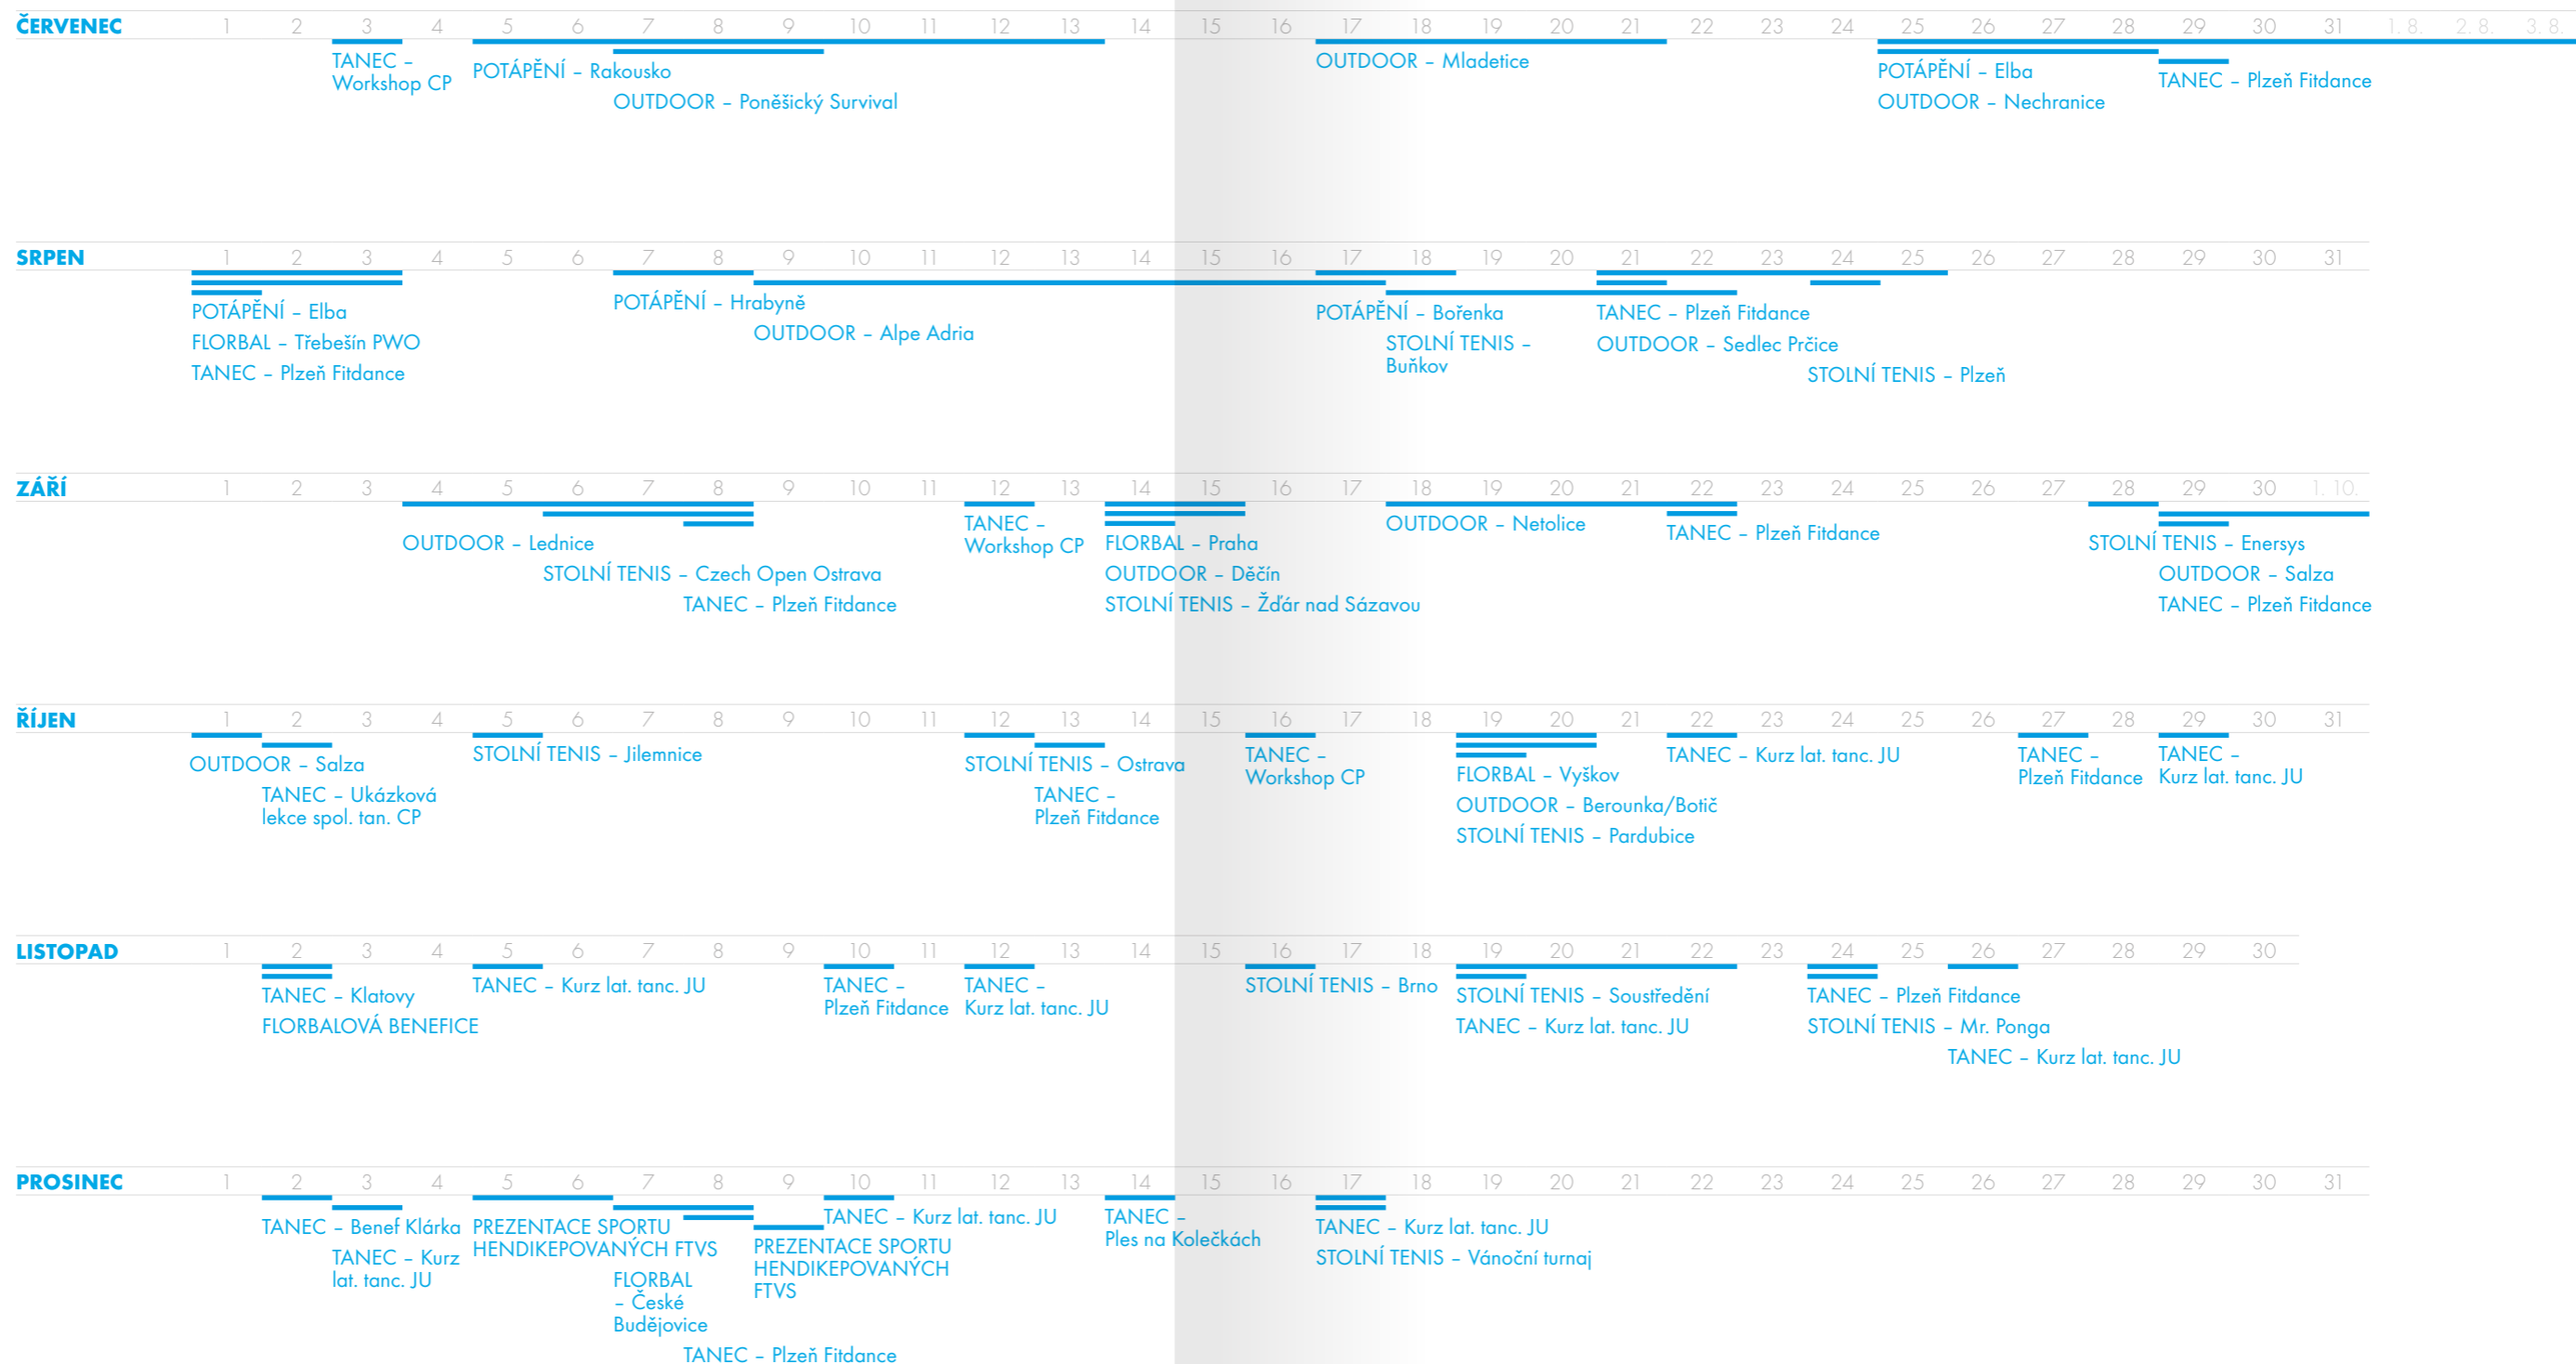 ČERVENEC 1 2 3 4 5 6 7 8 9 10 11 12 13 14 15 16 17 18 19 20 21 22 23 24 25 26 27 28 29 30 31 1. 8. 2. 8. 3. 8.
TANEC –
Workshop CP
POTÁPĚNÍ – Rakousko
OUTDOOR – Poněšický Survival
OUTDOOR – Mladetice
POTÁPĚNÍ – Elba
OUTDOOR – Nechranice
TANEC – Plzeň Fitdance
SRPEN 1 2 3 4 5 6 7 8 9 10 11 12 13 14 15 16 17 18 19 20 21 22 23 24 25 26 27 28 29 30 31
POTÁPĚNÍ – Elba
FLORBAL – Třebešín PWO
TANEC – Plzeň Fitdance
POTÁPĚNÍ – Hrabyně
OUTDOOR – Alpe Adria
POTÁPĚNÍ – Bořenka
STOLNÍ TENIS –
Buňkov
TANEC – Plzeň Fitdance
OUTDOOR – Sedlec Prčice
STOLNÍ TENIS – Plzeň
ZÁŘÍ 1 2 3 4 5 6 7 8 9 10 11 12 13 14 15 16 17 18 19 20 21 22 23 24 25 26 27 28 29 30 1. 10.
OUTDOOR – Lednice
STOLNÍ TENIS – Czech Open Ostrava
TANEC – Plzeň Fitdance
TANEC –
Workshop CP
FLORBAL – Praha
OUTDOOR – Děčín
STOLNÍ TENIS – Žďár nad Sázavou
OUTDOOR – Netolice
TANEC – Plzeň Fitdance
STOLNÍ TENIS – Enersys
OUTDOOR – Salza
TANEC – Plzeň Fitdance
ŘÍJEN 1 2 3 4 5 6 7 8 9 10 11 12 13 14 15 16 17 18 19 20 21 22 23 24 25 26 27 28 29 30 31
OUTDOOR – Salza
TANEC – Ukázková
lekce spol. tan. CP
STOLNÍ TENIS – Jilemnice
STOLNÍ TENIS – Ostrava
TANEC –
Plzeň Fitdance
TANEC –
Workshop CP
FLORBAL – Vyškov
OUTDOOR – Berounka/Botič
STOLNÍ TENIS – Pardubice
TANEC – Kurz lat. tanc. JU
TANEC –
Plzeň Fitdance
TANEC –
Kurz lat. tanc. JU
LISTOPAD 1 2 3 4 5 6 7 8 9 10 11 12 13 14 15 16 17 18 19 20 21 22 23 24 25 26 27 28 29 30
TANEC – Klatovy
FLORBALOVÁ BENEFICE
TANEC – Kurz lat. tanc. JU
TANEC –
Plzeň Fitdance
TANEC –
Kurz lat. tanc. JU
STOLNÍ TENIS – Brno
STOLNÍ TENIS – Soustředění
TANEC – Kurz lat. tanc. JU
TANEC – Plzeň Fitdance
STOLNÍ TENIS – Mr. Ponga
TANEC – Kurz lat. tanc. JU
PROSINEC 1 2 3 4 5 6 7 8 9 10 11 12 13 14 15 16 17 18 19 20 21 22 23 24 25 26 27 28 29 30 31
TANEC – Benef Klárka
TANEC – Kurz
lat. tanc. JU
PREZENTACE SPORTU
HENDIKEPOVANÝCH FTVS
FLORBAL
– České
Budějovice
TANEC – Plzeň Fitdance
PREZENTACE SPORTU
HENDIKEPOVANÝCH
FTVS
TANEC – Kurz lat. tanc. JU
TANEC –
Ples na Kolečkách
TANEC – Kurz lat. tanc. JU
STOLNÍ TENIS – Vánoční turnaj